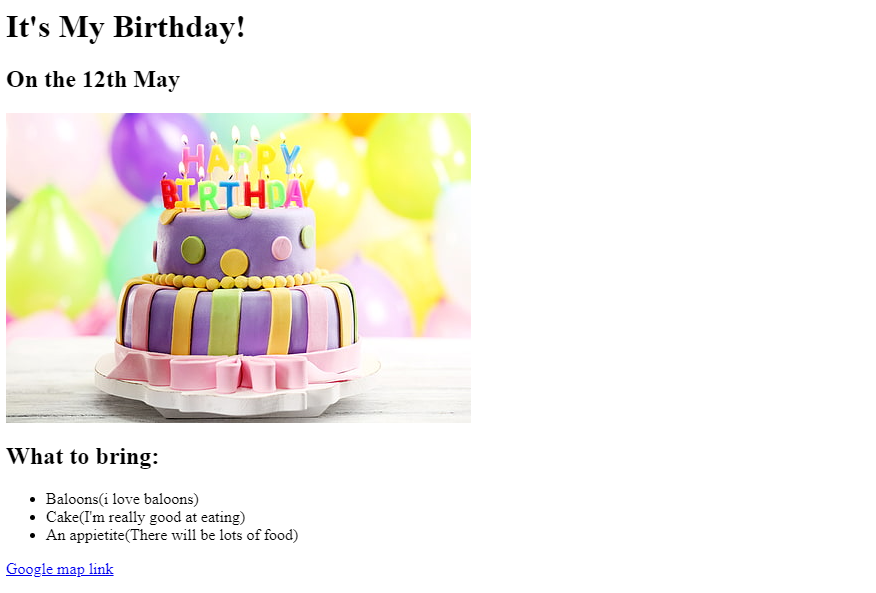 It's My Birthday!
On the 12th May
HAPPY
BIRTHDAY
What to bring:
Baloons(i love baloons)
Cake(I'm really good at eating)
An appietite(There will be lots of food)
Google map link